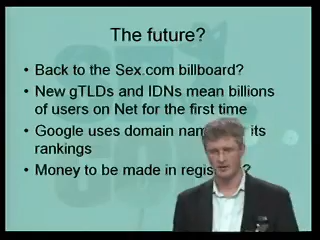 The future?
• Back to the Sex.com billboard?
• New gTLDs and IDNs mean billions
of users on Net for the first time
• Google uses domain nam its
rankings
• Money to be made in regis ?